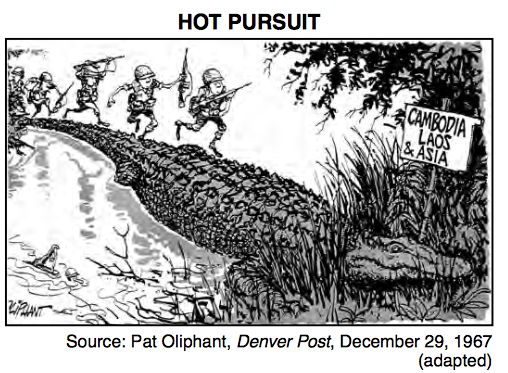 HOT PURSUIT
CAMBODIA
LAOS
& ASIA
OLIPHANT
Source: Pat Oliphant, Denver Post, December 29, 1967
(adapted)